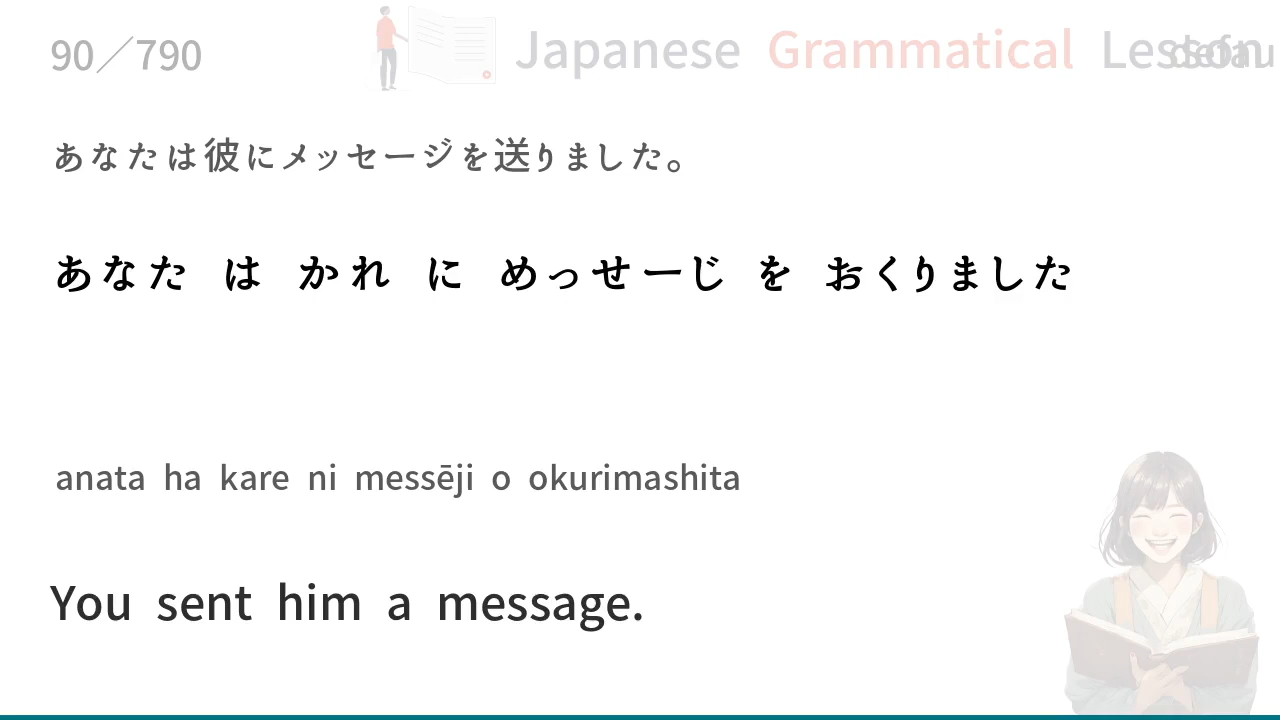 90／790
Japanese Grammatical Lesson
あなたは彼にメッセージを送りました。
あなた は かれ に めっせーじ を おくりました
anata ha kare ni messēji o okurimashita
You sent him a message.